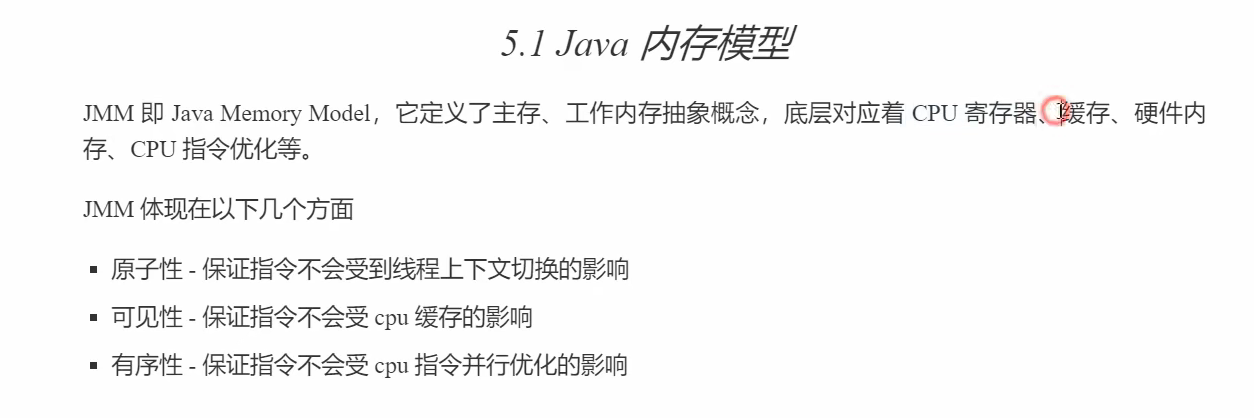 5.1 Java 内存模型
JMM 即 Java Memory Model，它定义了主存、工作内存抽象概念，底层对应着 CPU 寄存器、缓存、硬件内
存、CPU 指令优化等。
JMM 体现在以下几个方面
▪ 原子性 - 保证指令不会受到线程上下文切换的影响
▪ 可见性 - 保证指令不会受 cpu 缓存的影响
▪ 有序性 - 保证指令不会受 cpu 指令并行优化的影响